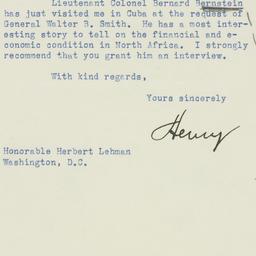 Lieutenant Colonel Bernard Bernstein
has just visited me in Cuba at the request of
General Walter B. Smith. He has a most inter-
esting story to tell on the financial and e-
conomic condition in North Africa. I strongly
recommend that you grant him an interview.
With kind regards,
Yours sincerely
Henry
Honorable Herbert Lehman
Washington, D.C.